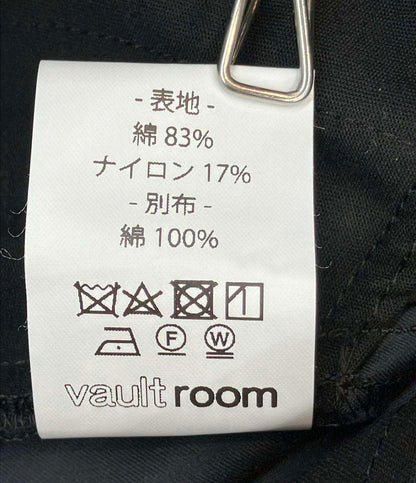 - 表地 -
綿 83%
ナイロン 17%
- 別布 -
綿 100%
F W
vault room